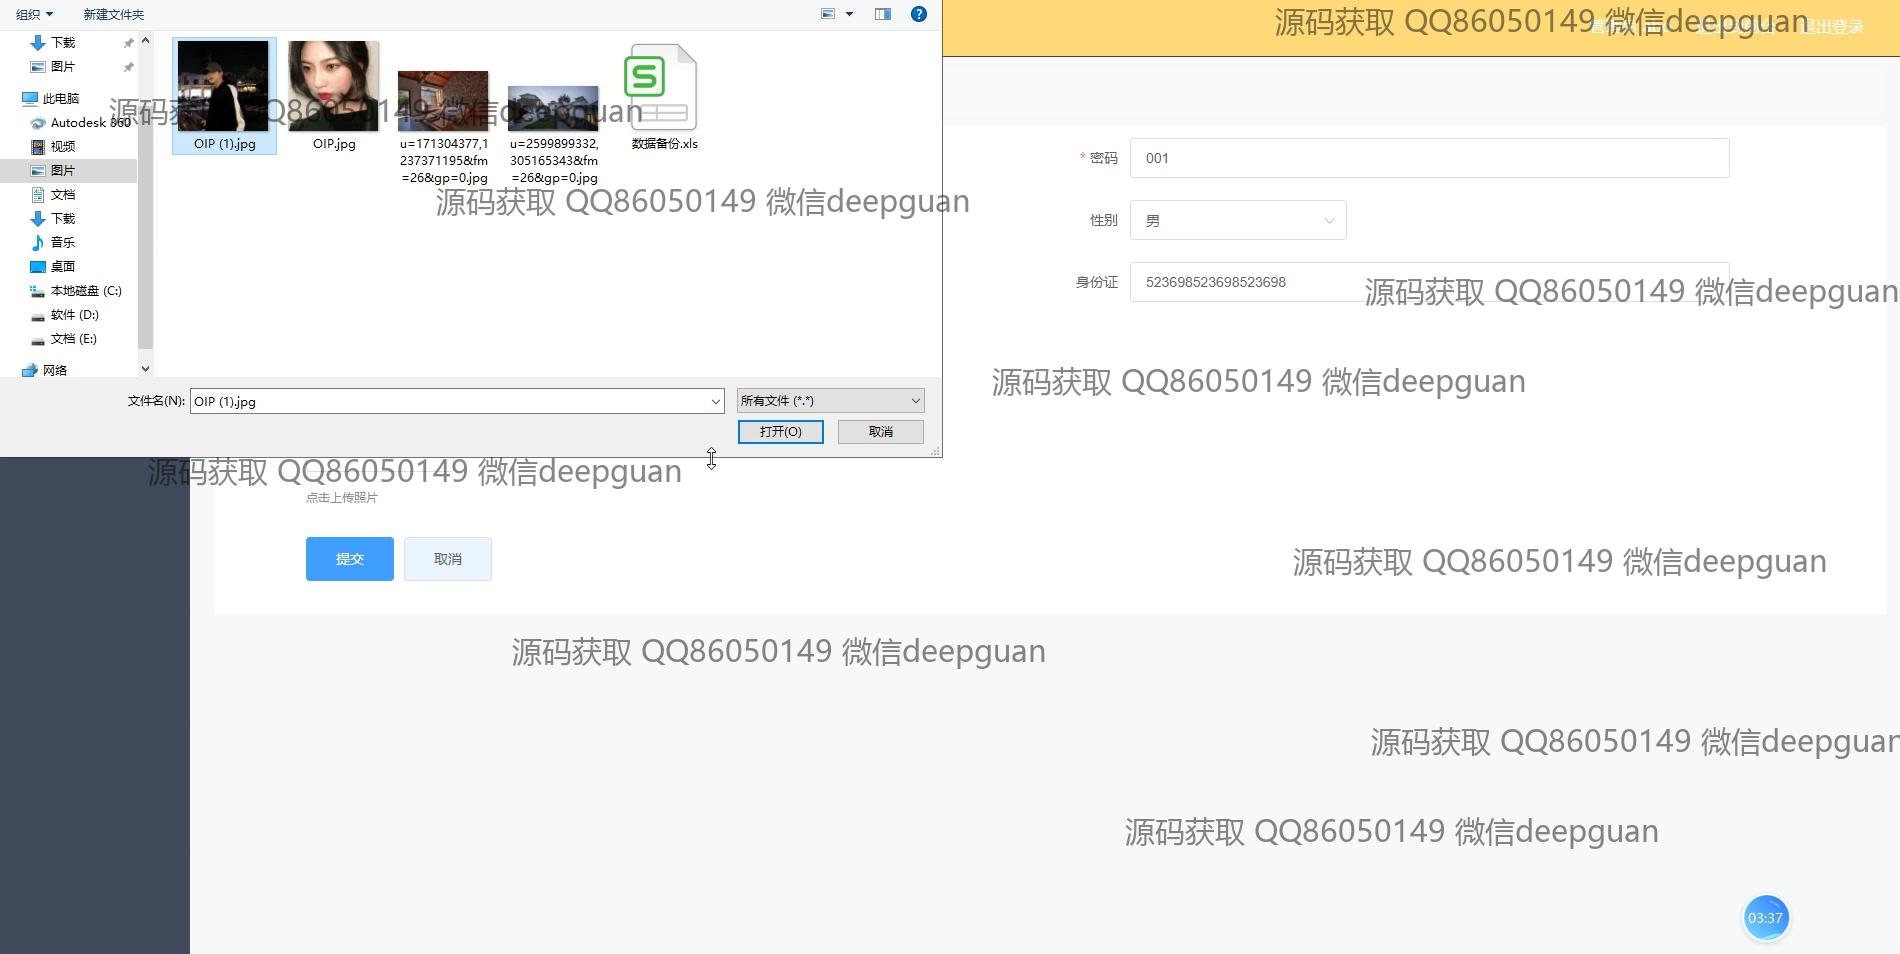 组织
新建文件夹
源码获取 QQ86050149 微信deepguan
退出登录
下载
图片
此电脑
Autodesk 360
视频
图片
文档
下载
音乐
桌面
本地磁盘 (C:)
软件 (D:)
文档 (E:)
网络
OIP (1).jpg
OIP.jpg
u=171304377,1
2373711958&fm
=26&gp=0.jpg
u=2599899332,
305165343&fm
=26&gp=0.jpg
数据备份.xls
源码获取 QQ86050149 微信deepguan
源码获取 QQ86050149 微信deepguan
* 密码
001
性别
男
身份证
523698523698523698
源码获取 QQ86050149 微信deepguan
源码获取 QQ86050149 微信deepguan
文件名(N):
OIP (1).jpg
所有文件 (*.*)
打开(O)
取消
源码获取 QQ86050149 微信deepguan
点击上传照片
提交
取消
源码获取 QQ86050149 微信deepguan
源码获取 QQ86050149 微信deepguan
源码获取 QQ86050149 微信deepguan
源码获取 QQ86050149 微信deepguan
03:37